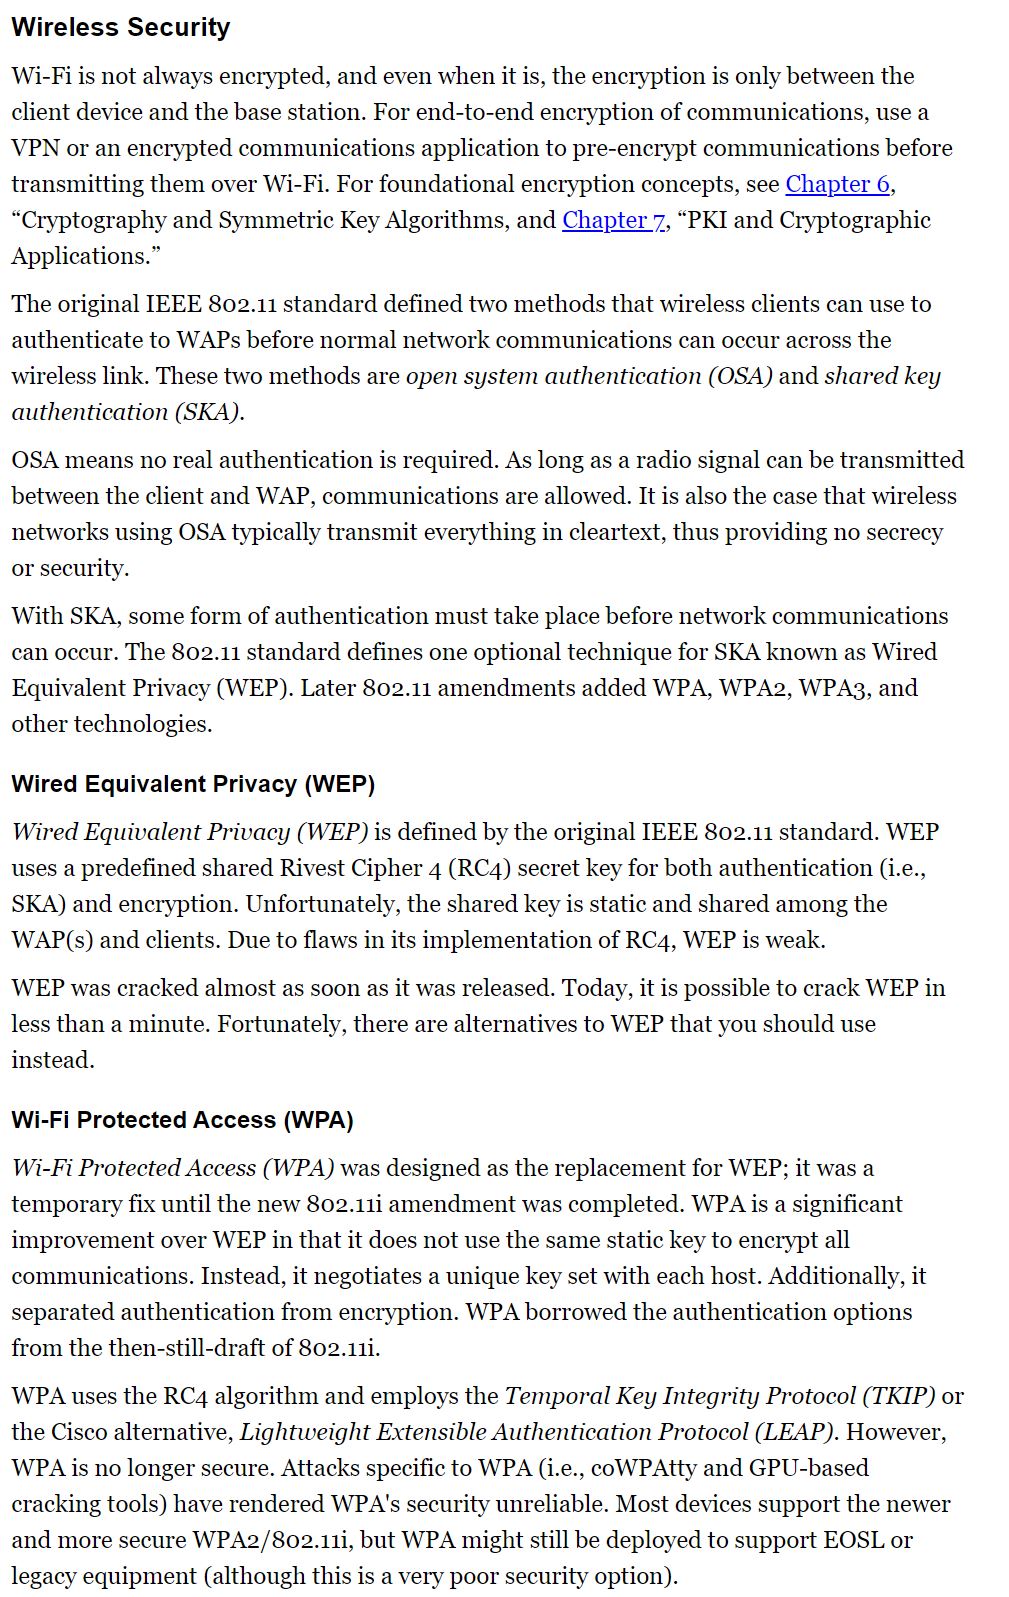 Wireless Security
Wi-Fi is not always encrypted, and even when it is, the encryption is only between the
client device and the base station. For end-to-end encryption of communications, use a
VPN or an encrypted communications application to pre-encrypt communications before
transmitting them over Wi-Fi. For foundational encryption concepts, see Chapter 6,
“Cryptography and Symmetric Key Algorithms, and Chapter 7, “PKI and Cryptographic
Applications.”
The original IEEE 802.11 standard defined two methods that wireless clients can use to
authenticate to WAPs before normal network communications can occur across the
wireless link. These two methods are open system authentication (OSA) and shared key
authentication (SKA).
OSA means no real authentication is required. As long as a radio signal can be transmitted
between the client and WAP, communications are allowed. It is also the case that wireless
networks using OSA typically transmit everything in cleartext, thus providing no secrecy
or security.
With SKA, some form of authentication must take place before network communications
can occur. The 802.11 standard defines one optional technique for SKA known as Wired
Equivalent Privacy (WEP). Later 802.11 amendments added WPA, WPA2, WPA3, and
other technologies.
Wired Equivalent Privacy (WEP)
Wired Equivalent Privacy (WEP) is defined by the original IEEE 802.11 standard. WEP
uses a predefined shared Rivest Cipher 4 (RC4) secret key for both authentication (i.e.,
SKA) and encryption. Unfortunately, the shared key is static and shared among the
WAP(s) and clients. Due to flaws in its implementation of RC4, WEP is weak.
WEP was cracked almost as soon as it was released. Today, it is possible to crack WEP in
less than a minute. Fortunately, there are alternatives to WEP that you should use
instead.
Wi-Fi Protected Access (WPA)
Wi-Fi Protected Access (WPA) was designed as the replacement for WEP; it was a
temporary fix until the new 802.11i amendment was completed. WPA is a significant
improvement over WEP in that it does not use the same static key to encrypt all
communications. Instead, it negotiates a unique key set with each host. Additionally, it
separated authentication from encryption. WPA borrowed the authentication options
from the then-still-draft of 802.11i.
WPA uses the RC4 algorithm and employs the Temporal Key Integrity Protocol (TKIP) or
the Cisco alternative, Lightweight Extensible Authentication Protocol (LEAP). However,
WPA is no longer secure. Attacks specific to WPA (i.e., coWPAtty and GPU-based
cracking tools) have rendered WPA's security unreliable. Most devices support the newer
and more secure WPA2/802.11i, but WPA might still be deployed to support EOSL or
legacy equipment (although this is a very poor security option).